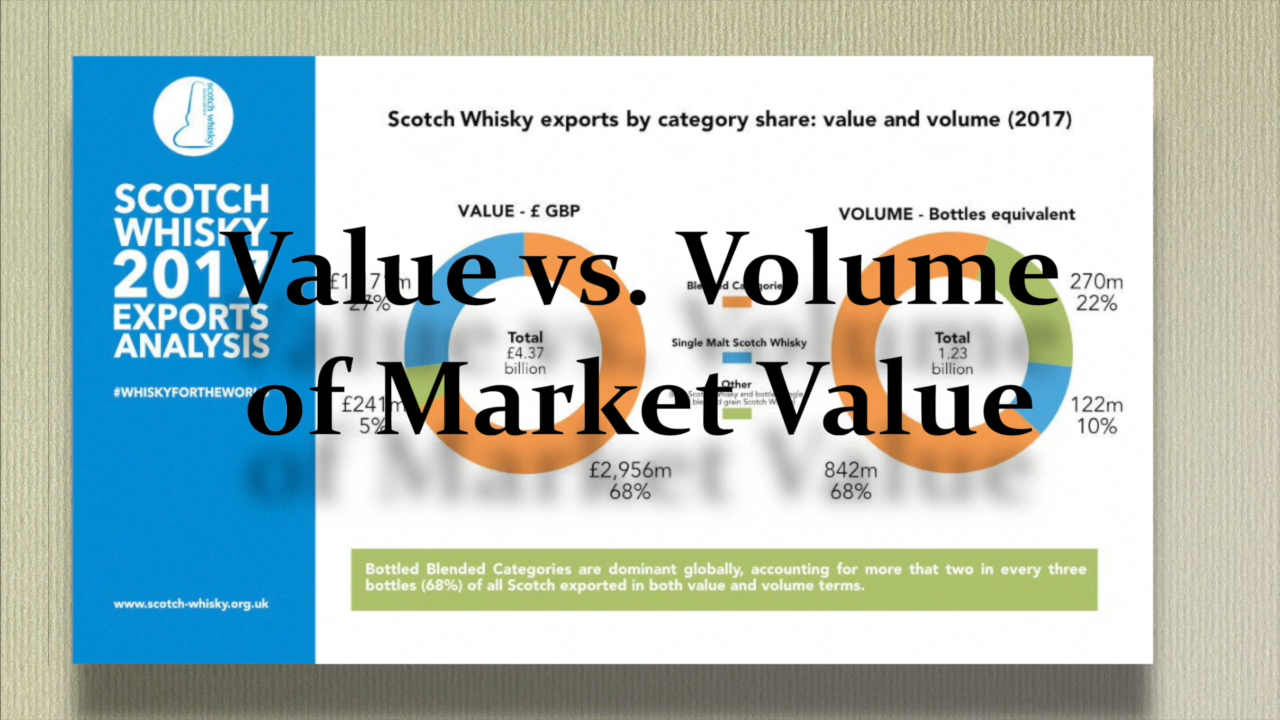 scotch whisky
SCOTCH
WHISKY
2017
EXPORTS
ANALYSIS
#WHISKYFORTHEWORLD
www.scotch-whisky.org.uk
Scotch Whisky exports by category share: value and volume (2017)
Value vs. Volume
of Market Value
VALUE - £ GBP
27%
£241m
5%
Total
£4.37
billion
£2,956m
68%
Blended Categories
Single Malt Scotch Whisky
Other
VOLUME - Bottles equivalent
270m
22%
Total
1.23
billion
122m
10%
842m
68%
Bottled Blended Categories are dominant globally, accounting for more that two in every three
bottles (68%) of all Scotch exported in both value and volume terms.